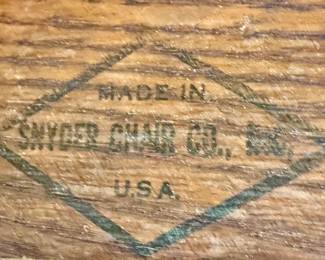 MADE IN
SNYDER CHAIR CO., INC.
U.S.A.